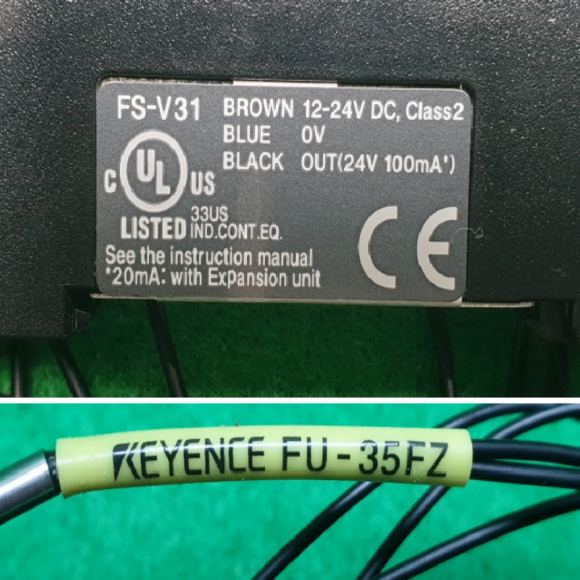 FS-V31 BROWN 12-24V DC, Class2
BLUE 0V
BLACK OUT(24V 100mA*)
C UL US
LISTED 33US IND.CONT.EQ.
See the instruction manual
*20mA: with Expansion unit
CE
KEYENCE FU-35FZ